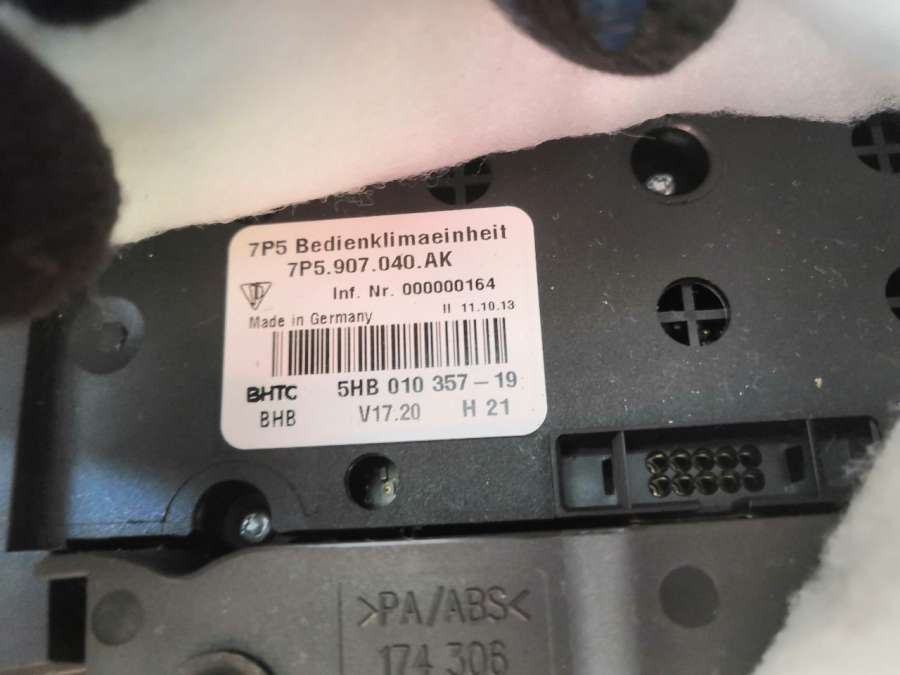 7P5 Bedienklimaeinheit
7P5.907.040.AK
Inf. Nr. 000000164
Made in Germany II 11.10.13
BHTC 5HB 010 357-19
BHB V17.20 H 21
>PA/ABS<
174 306